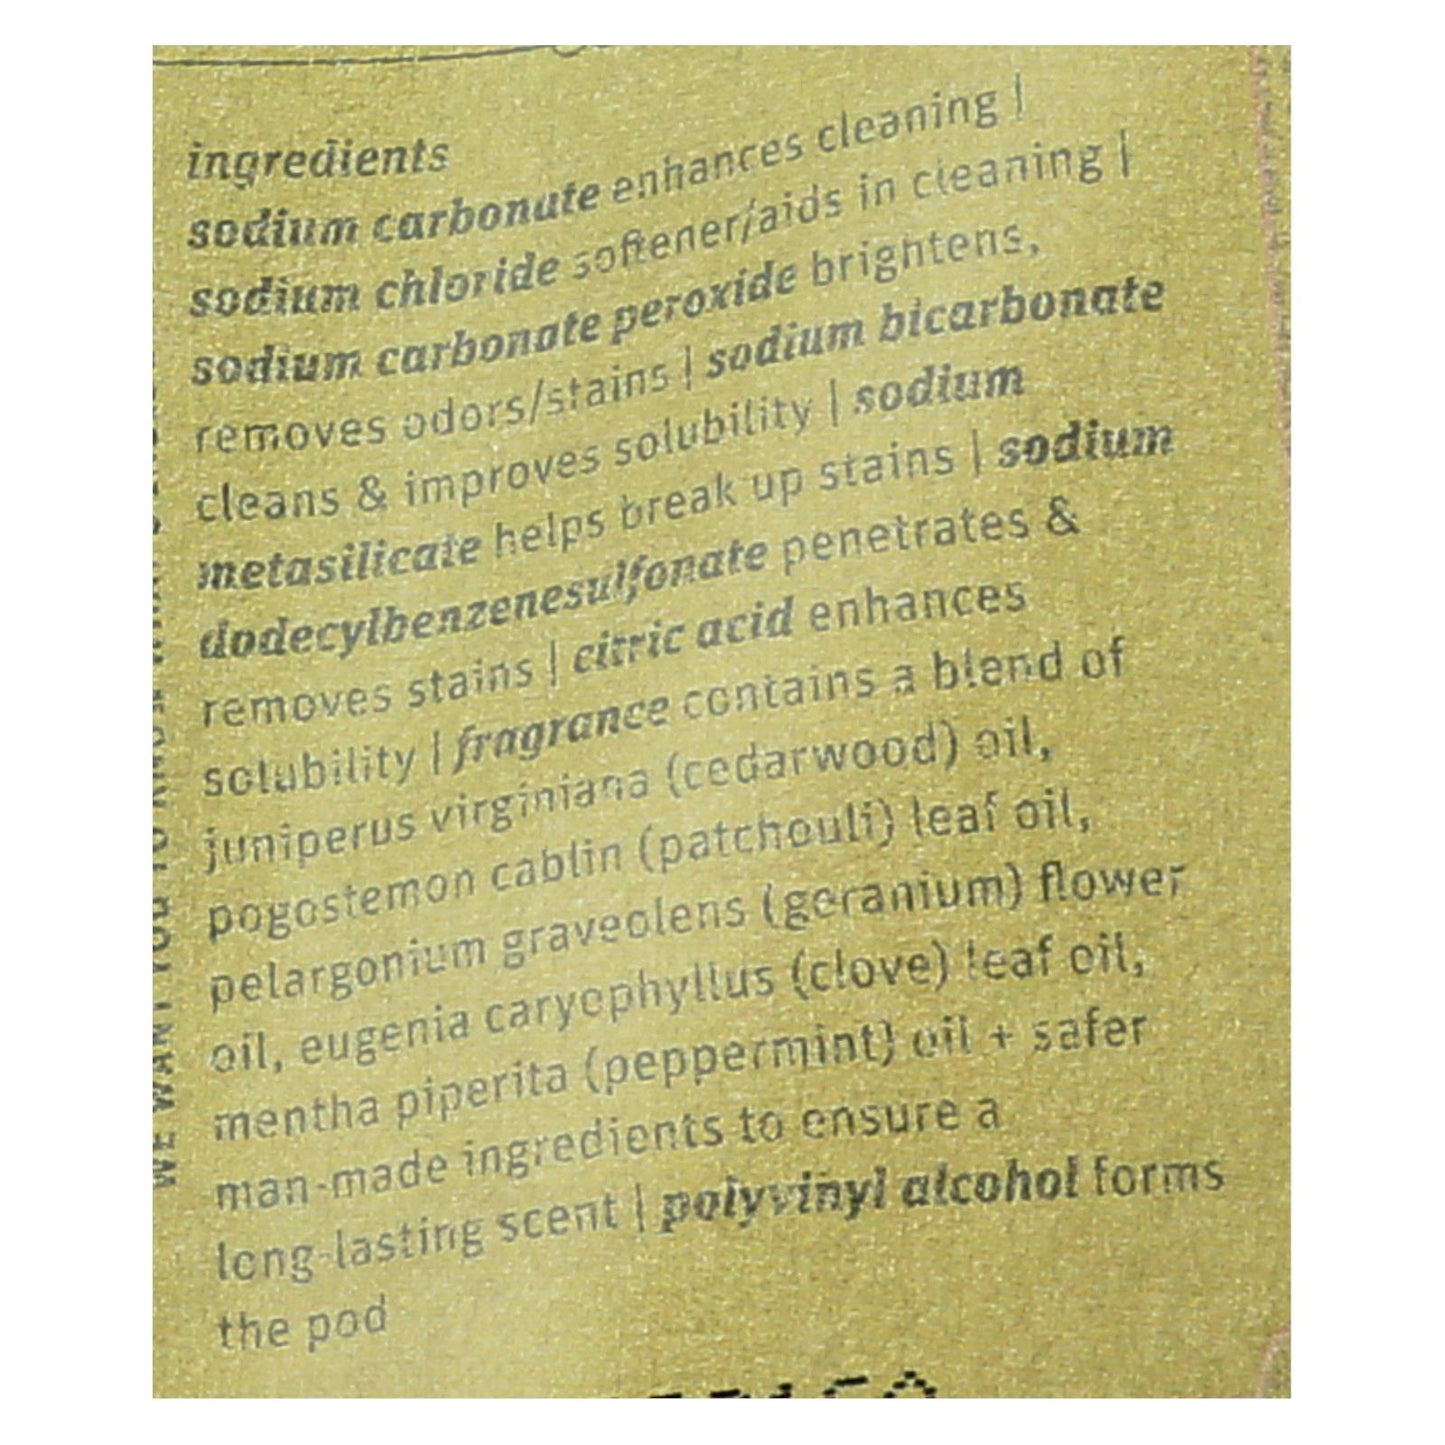 ingredients
sodium carbonate enhances cleaning |
sodium chloride softener/aids in cleaning |
sodium carbonate peroxide brightens,
removes odors/stains | sodium bicarbonate
cleans & improves solubility | sodium
metasilicate helps break up stains | sodium
dodecylbenzenesulfonate penetrates &
removes stains | citric acid enhances
solubility | fragrance contains a blend of
juniperus virginiana (cedarwood) oil,
pogostemon cablin (patchouli) leaf oil,
pelargonium graveolens (geranium) flower
oil, eugenia caryophyllus (clove) leaf oil,
mentha piperita (peppermint) oil + safer
man-made ingredients to ensure a
long-lasting scent | polyvinyl alcohol forms
the pod
WE WANT YOU TO